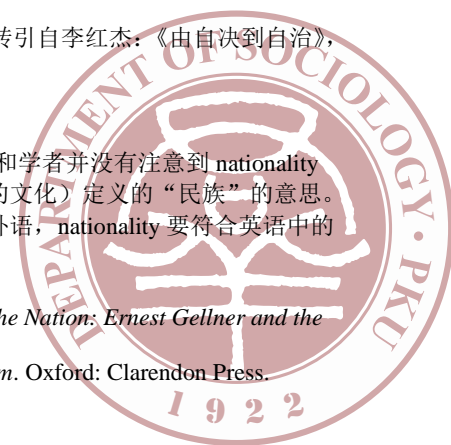 转引自李红杰：《由自决到自治》，
和学者并没有注意到 nationality
的文化）定义的“民族”的意思。
外语，nationality 要符合英语中的
he Nation: Ernest Gellner and the
m. Oxford: Clarendon Press.
DEPARTMENT OF SOCIOLOGY · PKU
1922